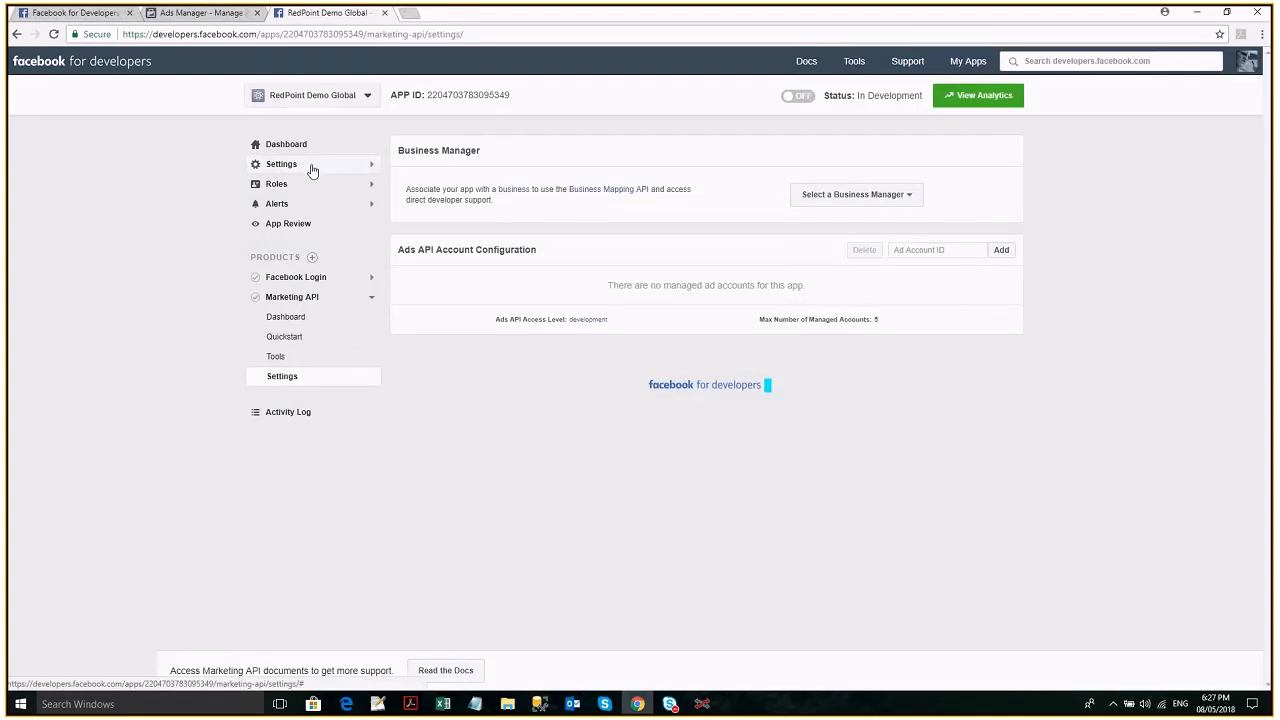 Facebook for Developers
Ads Manager - Manage
RedPoint Demo Global -
Secure
https://developers.facebook.com/apps/2204703783095349/marketing-api/settings/
facebook for developers
Docs
Tools
Support
My Apps
Search developers.facebook.com
RedPoint Demo Global
APP ID: 2204703783095349
OFF
Status: In Development
View Analytics
Dashboard
Settings
Roles
Alerts
App Review
PRODUCTS
Facebook Login
Marketing API
Dashboard
Quickstart
Tools
Settings
Activity Log
Business Manager
Associate your app with a business to use the Business Mapping API and access
direct developer support.
Select a Business Manager
Ads API Account Configuration
Delete
Ad Account ID
Add
There are no managed ad accounts for this app.
Ads API Access Level: development
Max Number of Managed Accounts: 5
facebook for developers
Access Marketing API documents to get more support.
Read the Docs
https://developers.facebook.com/apps/2204703783095349/marketing-api/settings/#
Search Windows
ENG
6:27 PM
08/05/2018